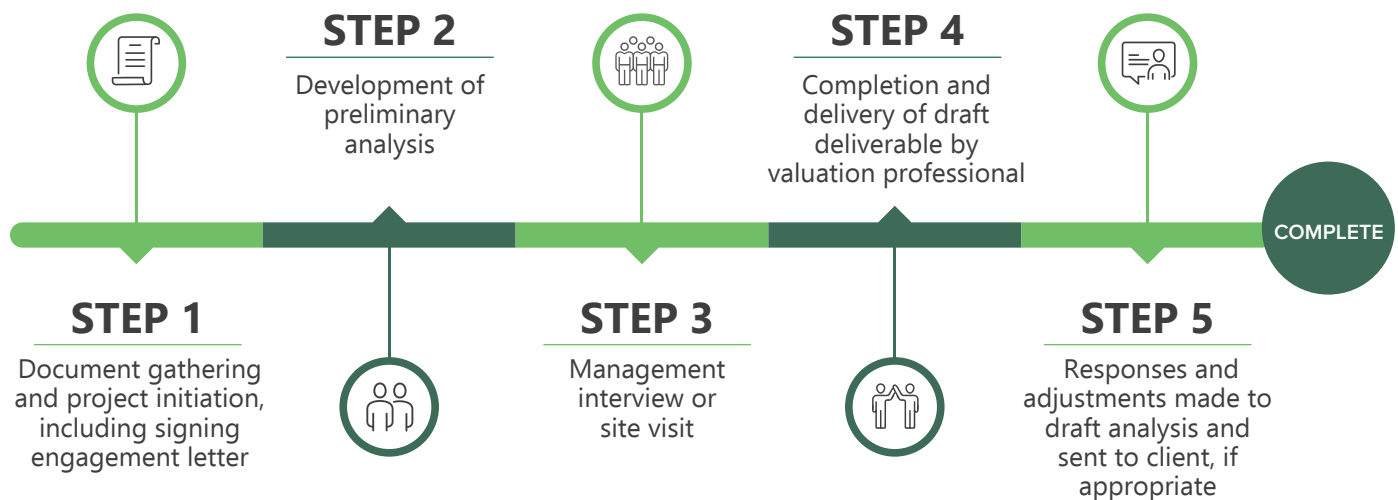 STEP 1
Document gathering
and project initiation,
including signing
engagement letter
STEP 2
Development of
preliminary
analysis
STEP 3
Management
interview or
site visit
STEP 4
Completion and
delivery of draft
deliverable by
valuation professional
STEP 5
Responses and
adjustments made to
draft analysis and
sent to client, if
appropriate
COMPLETE